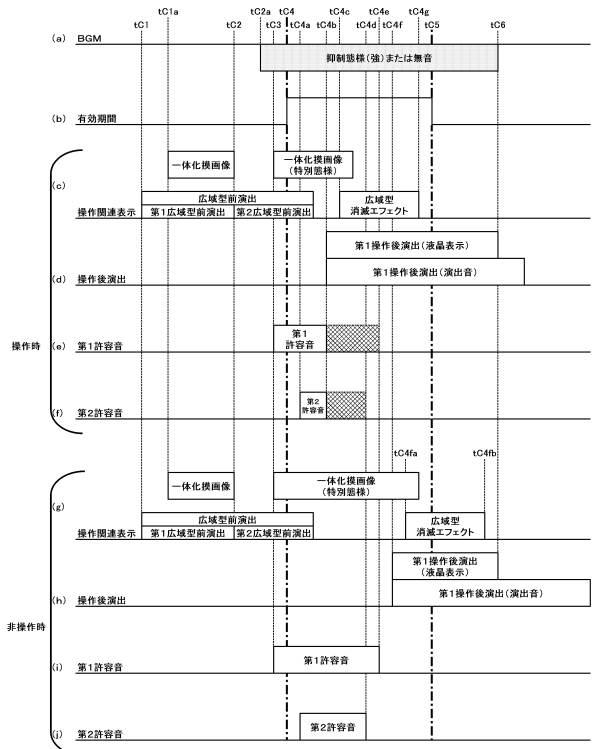 tC1
tC1a
tC2
tC2a
tC3
tC4
tC4a
tC4b
tC4c
tC4d
tC4e
tC4f
tC4g
tC5
tC6
(a) BGM
抑制態様(強)または無音
(b) 有効期間
操作時
(c) 操作関連表示
一体化摸画像
一体化摸画像
(特別態様)
広域型前演出
第1広域型前演出
第2広域型前演出
広域型
消滅エフェクト
(d) 操作後演出
第1操作後演出(液晶表示)
第1操作後演出(演出音)
(e) 第1許容音
第1
許容音
(f) 第2許容音
第2
許容音
非操作時
tC4fa
tC4fb
(g) 操作関連表示
一体化摸画像
一体化摸画像
(特別態様)
広域型前演出
第1広域型前演出
第2広域型前演出
広域型
消滅エフェクト
(h) 操作後演出
第1操作後演出
(液晶表示)
第1操作後演出(演出音)
(i) 第1許容音
第1許容音
(j) 第2許容音
第2許容音